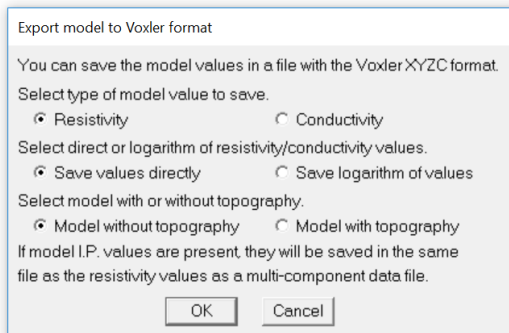 Export model to Voxler format
You can save the model values in a file with the Voxler XYZC format.
Select type of model value to save.
Resistivity Conductivity
Select direct or logarithm of resistivity/conductivity values.
Save values directly Save logarithm of values
Select model with or without topography.
Model without topography Model with topography
If model I.P. values are present, they will be saved in the same
file as the resistivity values as a multi-component data file.
OK Cancel